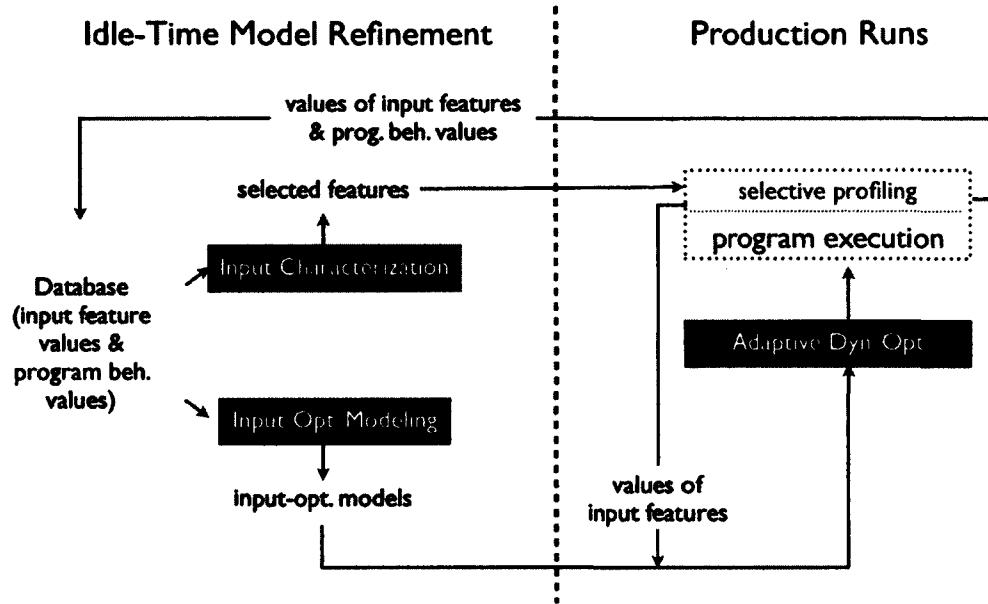 Idle-Time Model Refinement
Production Runs
values of input features
& prog. beh. values
selected features
selective profiling
program execution
Input Characterization
Database
(input feature
values &
program beh.
values)
Adaptive Dyn Opt
Input Opt Modeling
input-opt. models
values of
input features